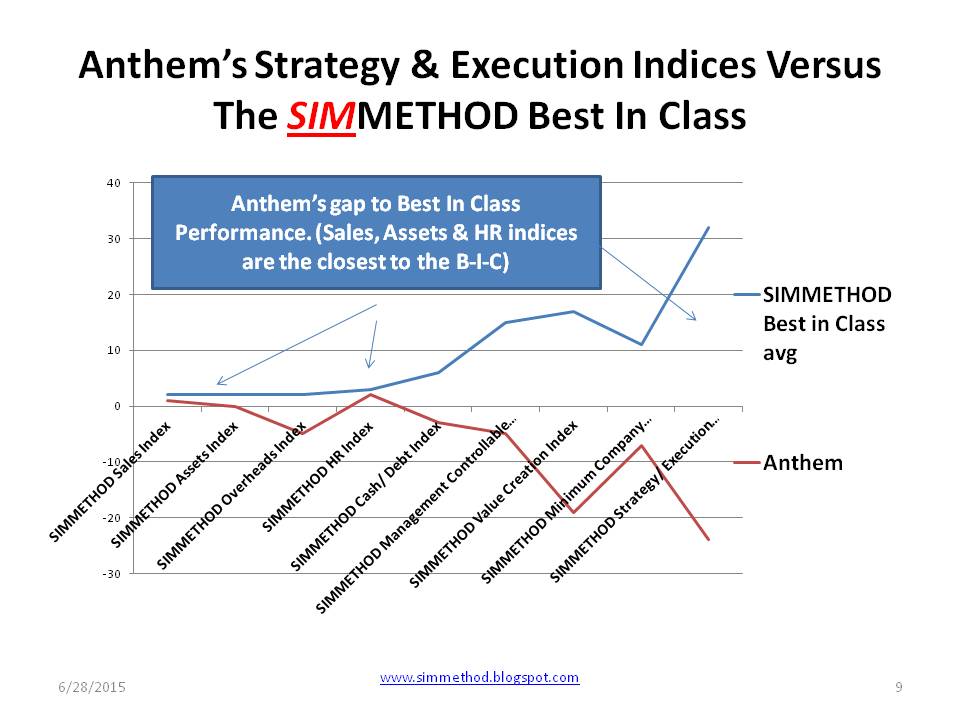 Anthem’s Strategy & Execution Indices Versus
The SIMMETHOD Best In Class
Anthem’s gap to Best In Class
Performance. (Sales, Assets & HR indices
are the closest to the B-I-C)
40
30
20
10
0
-10
-20
-30
SIMMETHOD Sales Index
SIMMETHOD Assets Index
SIMMETHOD Overheads Index
SIMMETHOD HR Index
SIMMETHOD Cash/ Debt Index
SIMMETHOD Management Controllable...
SIMMETHOD Value Creation Index
SIMMETHOD Minimum Company...
SIMMETHOD Strategy/ Execution...
SIMMETHOD
Best in Class
avg
Anthem
6/28/2015
www.simmethod.blogspot.com
9